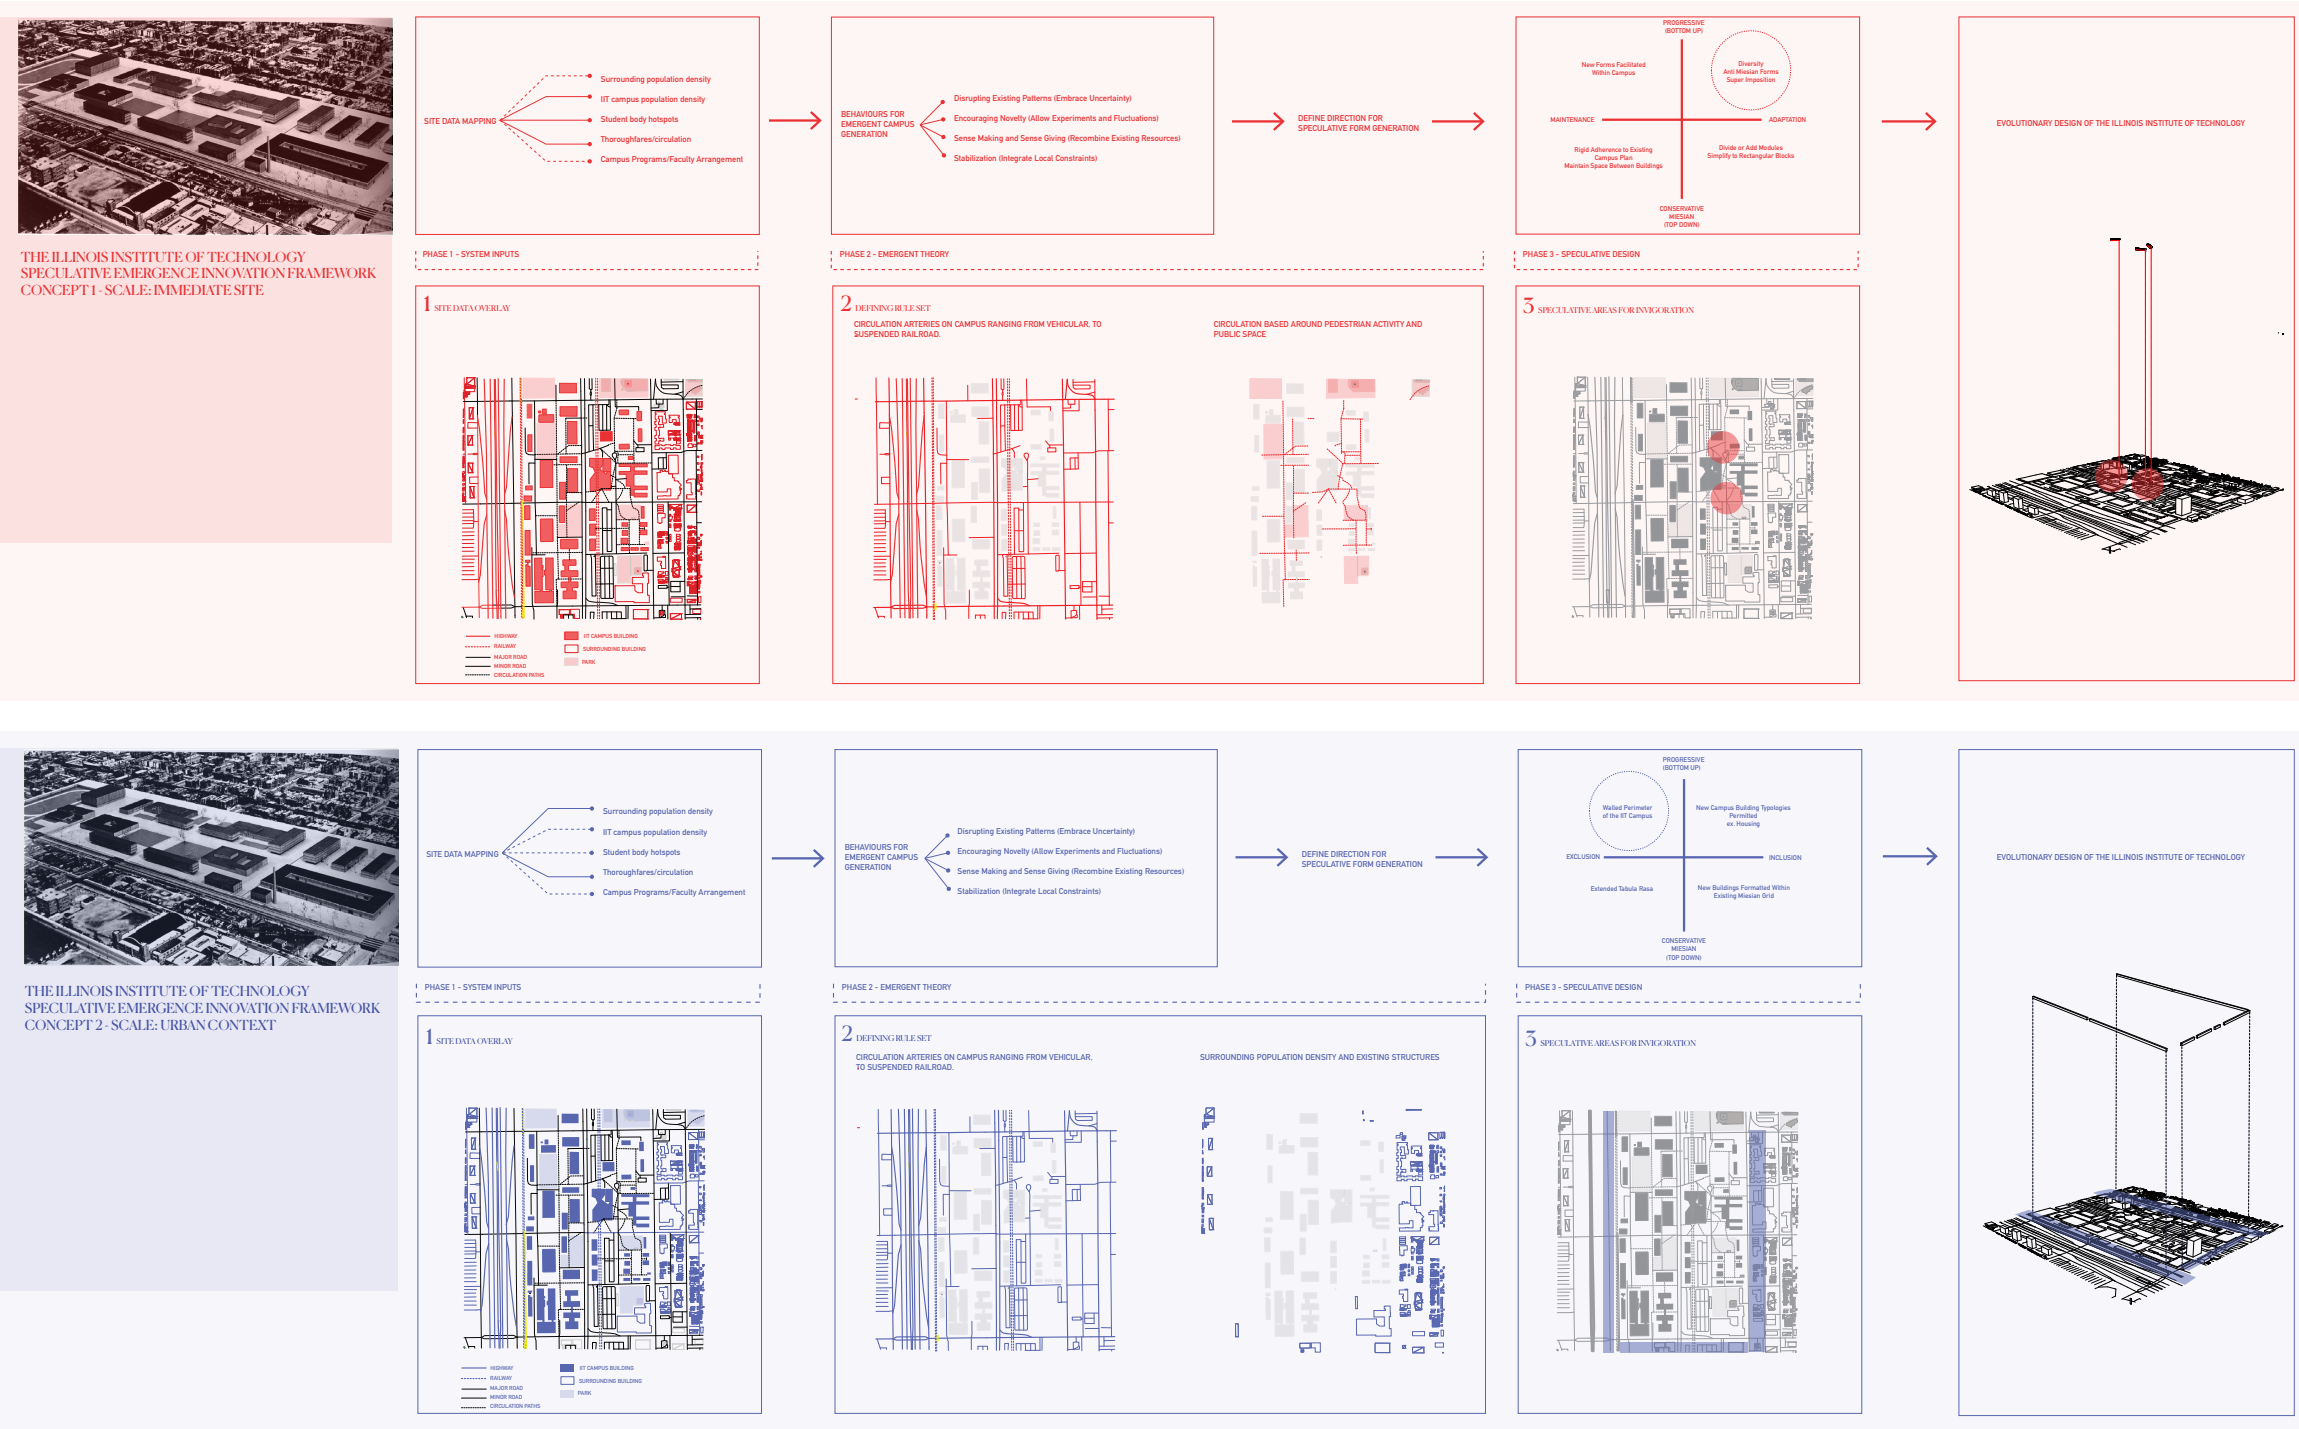 THE ILLINOIS INSTITUTE OF TECHNOLOGY
SPECULATIVE EMERGENCE INNOVATION FRAMEWORK
CONCEPT 1 - SCALE: IMMEDIATE SITE
SITE DATA MAPPING
Surrounding population density
IIT campus population density
Student body hotspots
Thoroughfares/circulation
Campus Programs/Faculty Arrangement
BEHAVIOURS FOR
EMERGENT CAMPUS
GENERATION
Disrupting Existing Patterns (Embrace Uncertainty)
Encouraging Novelty (Allow Experiments and Fluctuations)
Sense Making and Sense Giving (Recombine Existing Resources)
Stabilization (Integrate Local Constraints)
DEFINE DIRECTION FOR
SPECULATIVE FORM GENERATION
PROGRESSIVE
(BOTTOM UP)
New Forms Facilitated
Within Campus
Diversity
Anti Miesian Forms
Super Imposition
MAINTENANCE
ADAPTATION
Rigid Adherence to Existing
Campus Plan
Maintain Space Between Buildings
Divide or Add Modules
Simplify to Rectangular Blocks
CONSERVATIVE
MIESIAN
(TOP DOWN)
EVOLUTIONARY DESIGN OF THE ILLINOIS INSTITUTE OF TECHNOLOGY
PHASE 1 - SYSTEM INPUTS
PHASE 2 - EMERGENT THEORY
PHASE 3 - SPECULATIVE DESIGN
1 SITE DATA OVERLAY
HIGHWAY
RAILWAY
MAJOR ROAD
MINOR ROAD
CIRCULATION PATHS
IIT CAMPUS BUILDING
SURROUNDING BUILDING
PARK
2 DEFINING RULE SET
CIRCULATION ARTERIES ON CAMPUS RANGING FROM VEHICULAR, TO
SUSPENDED RAILROAD.
CIRCULATION BASED AROUND PEDESTRIAN ACTIVITY AND
PUBLIC SPACE
3 SPECULATIVE AREAS FOR INVIGORATION
THE ILLINOIS INSTITUTE OF TECHNOLOGY
SPECULATIVE EMERGENCE INNOVATION FRAMEWORK
CONCEPT 2 - SCALE: URBAN CONTEXT
SITE DATA MAPPING
Surrounding population density
IIT campus population density
Student body hotspots
Thoroughfares/circulation
Campus Programs/Faculty Arrangement
BEHAVIOURS FOR
EMERGENT CAMPUS
GENERATION
Disrupting Existing Patterns (Embrace Uncertainty)
Encouraging Novelty (Allow Experiments and Fluctuations)
Sense Making and Sense Giving (Recombine Existing Resources)
Stabilization (Integrate Local Constraints)
DEFINE DIRECTION FOR
SPECULATIVE FORM GENERATION
PROGRESSIVE
(BOTTOM UP)
Walled Perimeter
of the IIT Campus
New Campus Building Typologies
Permitted
ex. Housing
EXCLUSION
INCLUSION
Extended Tabula Rasa
New Buildings Formatted Within
Existing Miesian Grid
CONSERVATIVE
MIESIAN
(TOP DOWN)
EVOLUTIONARY DESIGN OF THE ILLINOIS INSTITUTE OF TECHNOLOGY
PHASE 1 - SYSTEM INPUTS
PHASE 2 - EMERGENT THEORY
PHASE 3 - SPECULATIVE DESIGN
1 SITE DATA OVERLAY
HIGHWAY
RAILWAY
MAJOR ROAD
MINOR ROAD
CIRCULATION PATHS
IIT CAMPUS BUILDING
SURROUNDING BUILDING
PARK
2 DEFINING RULE SET
CIRCULATION ARTERIES ON CAMPUS RANGING FROM VEHICULAR,
TO SUSPENDED RAILROAD.
SURROUNDING POPULATION DENSITY AND EXISTING STRUCTURES
3 SPECULATIVE AREAS FOR INVIGORATION